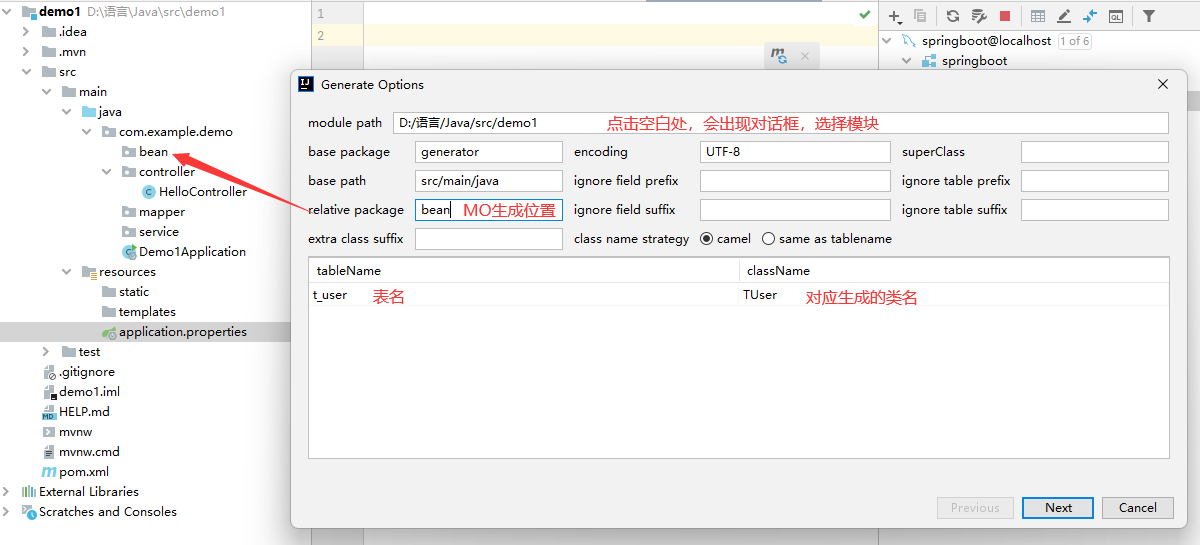 demo1 D:\语言\Java\src\demo1
.idea
.mvn
src
main
java
com.example.demo
bean
controller
HelloController
mapper
service
Demo1Application
resources
static
templates
application.properties
test
.gitignore
demo1.iml
HELP.md
mvnw
mvnw.cmd
pom.xml
External Libraries
Scratches and Consoles
1
2
QL
springboot@localhost 1 of 6
springboot
Generate Options
module path D:/语言/Java/src/demo1 点击空白处，会出现对话框，选择模块
base package generator encoding UTF-8 superClass
base path src/main/java ignore field prefix ignore table prefix
relative package bean MO生成位置 ignore field suffix ignore table suffix
extra class suffix class name strategy camel same as tablename
tableName className
t_user 表名 TUser 对应生成的类名
Previous Next Cancel